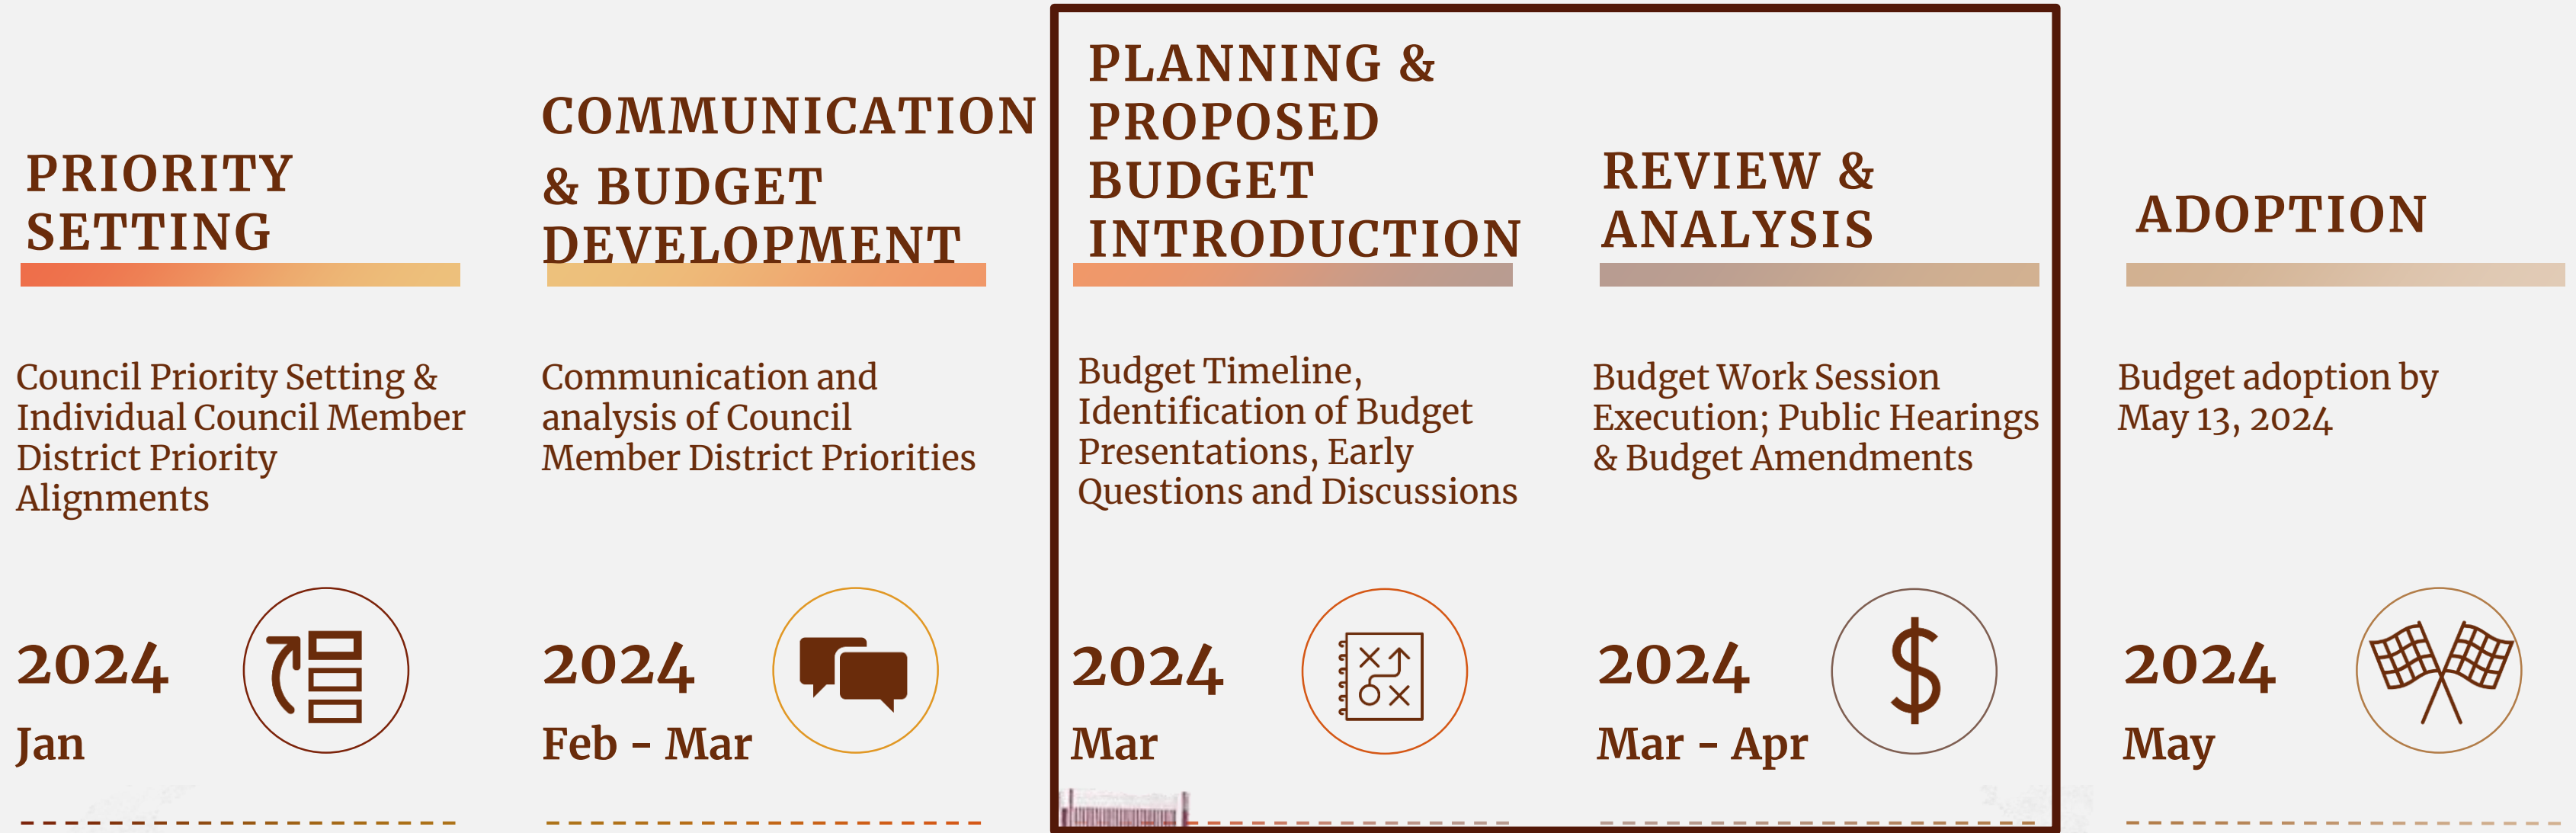 PRIORITY
SETTING
Council Priority Setting &
Individual Council Member
District Priority
Alignments
2024
Jan
COMMUNICATION
& BUDGET
DEVELOPMENT
Communication and
analysis of Council
Member District Priorities
2024
Feb - Mar
PLANNING &
PROPOSED
BUDGET
INTRODUCTION
Budget Timeline,
Identification of Budget
Presentations, Early
Questions and Discussions
2024
Mar
REVIEW &
ANALYSIS
Budget Work Session
Execution; Public Hearings
& Budget Amendments
2024
Mar - Apr
ADOPTION
Budget adoption by
May 13, 2024
2024
May